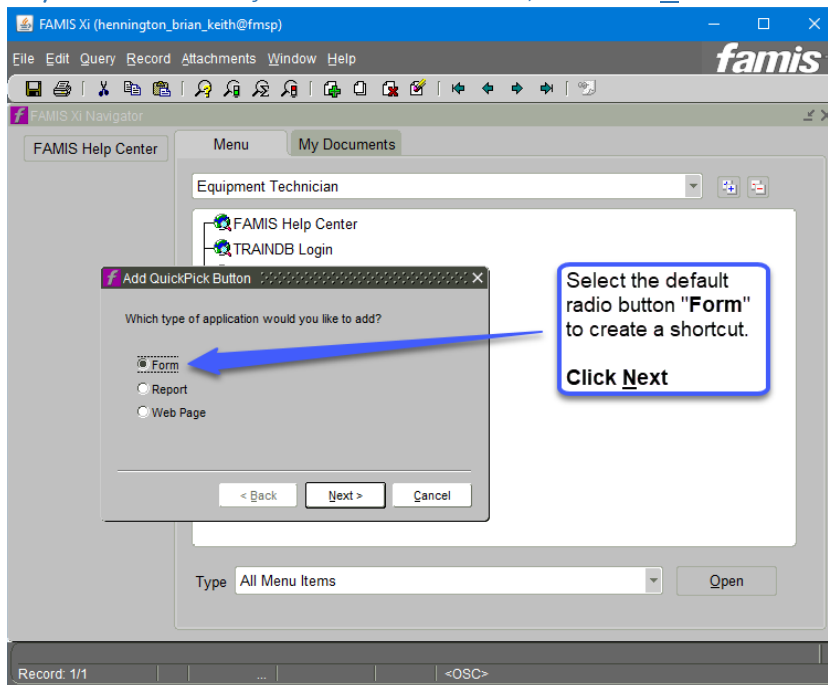 FAMIS Xi (hennington_brian_keith@fmsp)
File Edit Query Record Attachments Window Help
famis
FAMIS Xi Navigator
FAMIS Help Center
Menu My Documents
Equipment Technician
FAMIS Help Center
TRAINDB Login
Add QuickPick Button
Which type of application would you like to add?
Form
Report
Web Page
< Back Next > Cancel
Select the default
radio button "Form"
to create a shortcut.
Click Next
Type All Menu Items Open
Record: 1/1 ... <OSC>